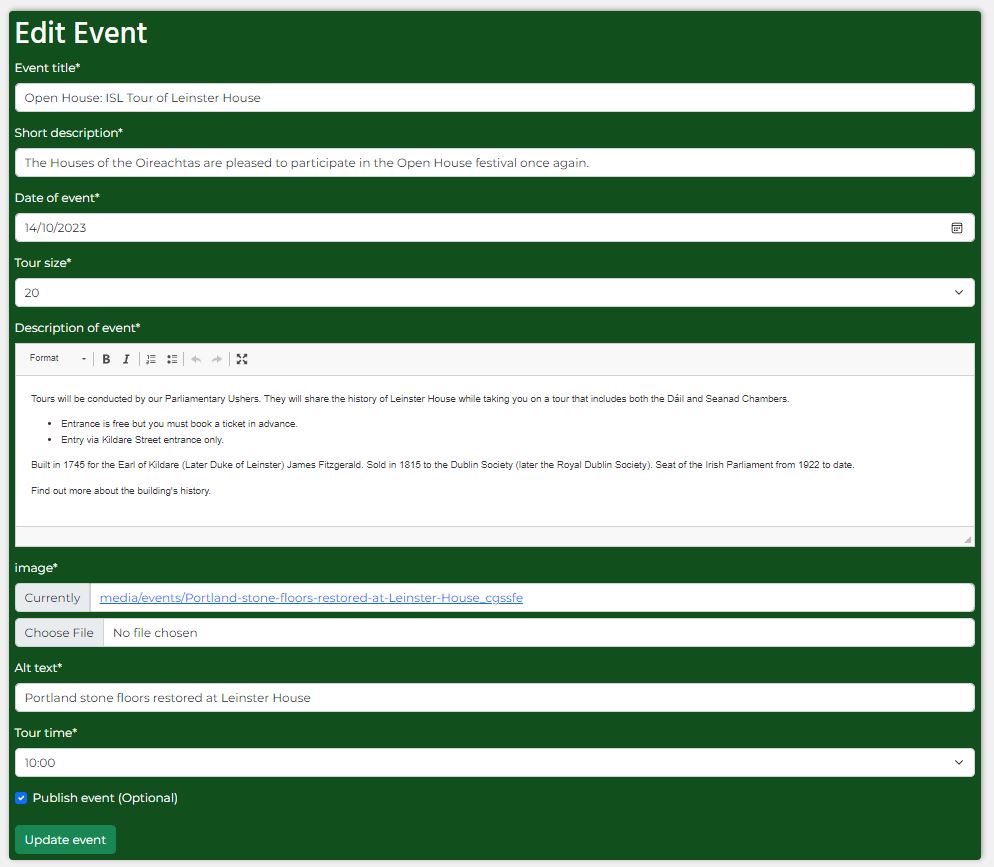 Edit Event
Event title*
Open House: ISL Tour of Leinster House
Short description*
The Houses of the Oireachtas are pleased to participate in the Open House festival once again.
Date of event*
14/10/2023
Tour size*
20
Description of event*
Format B I
Tours will be conducted by our Parliamentary Ushers. They will share the history of Leinster House while taking you on a tour that includes both the Dáil and Seanad Chambers.
• Entrance is free but you must book a ticket in advance.
• Entry via Kildare Street entrance only.
Built in 1745 for the Earl of Kildare (Later Duke of Leinster) James Fitzgerald. Sold in 1815 to the Dublin Society (later the Royal Dublin Society). Seat of the Irish Parliament from 1922 to date.
Find out more about the building's history.
image*
Currently media/events/Portland-stone-floors-restored-at-Leinster-House_cgssfe
Choose File No file chosen
Alt text*
Portland stone floors restored at Leinster House
Tour time*
10:00
Publish event (Optional)
Update event